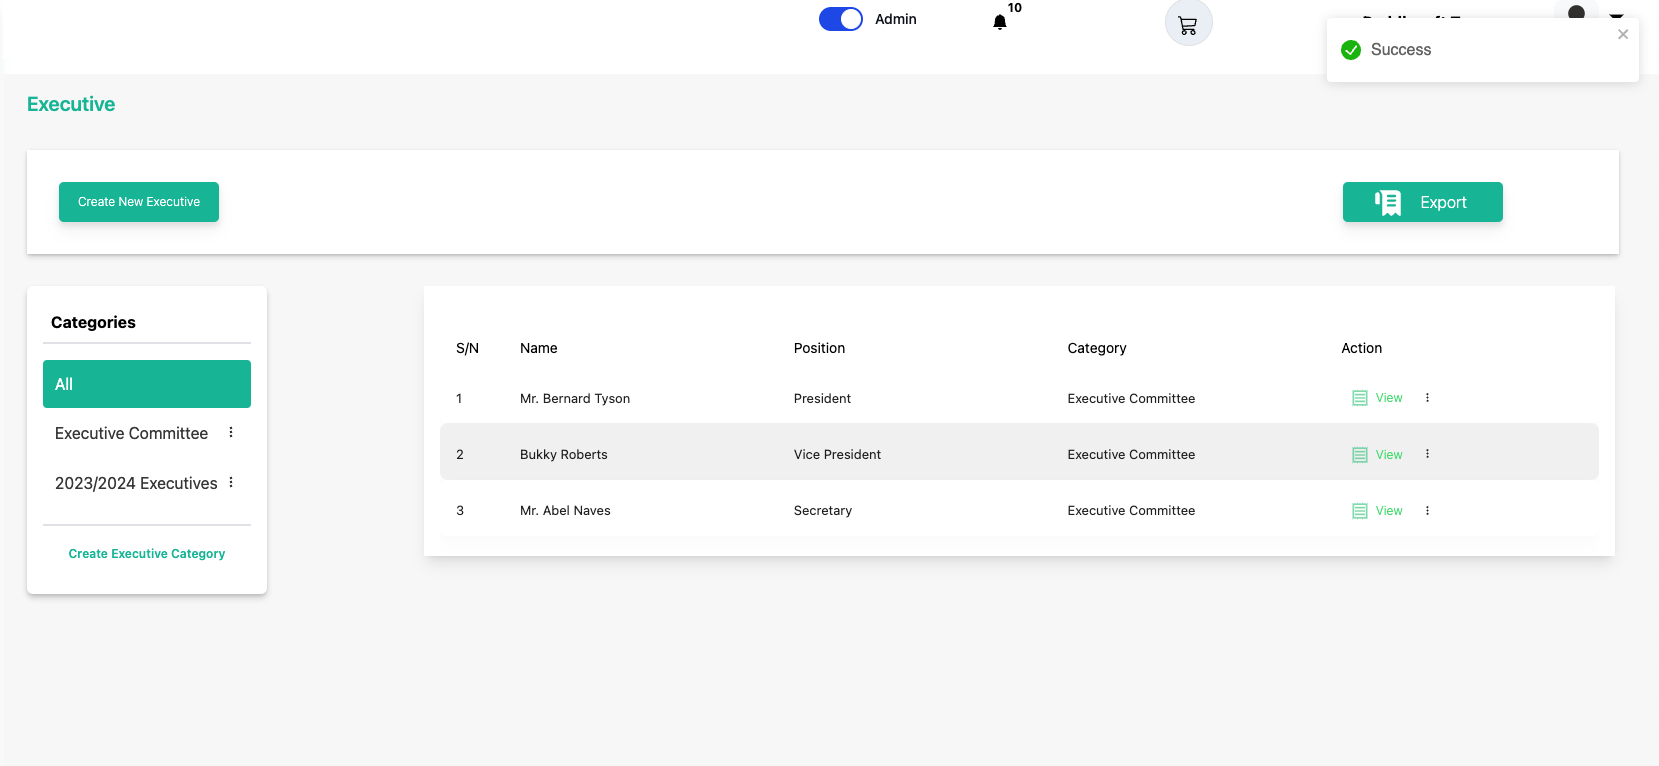 Admin
10
Success
Executive
Create New Executive
Export
Categories
All
Executive Committee
2023/2024 Executives
Create Executive Category
S/N Name Position Category Action
1 Mr. Bernard Tyson President Executive Committee View
2 Bukky Roberts Vice President Executive Committee View
3 Mr. Abel Naves Secretary Executive Committee View